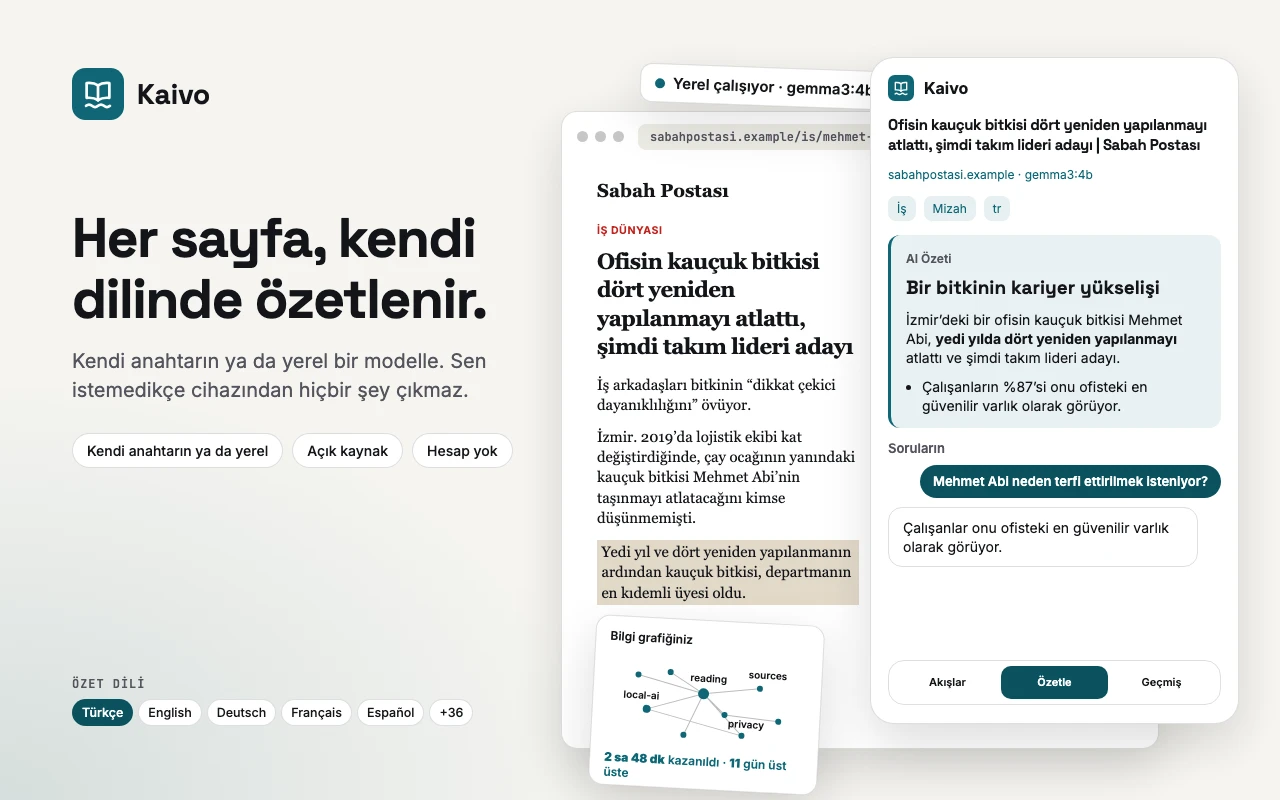 Kaivo
Her sayfa, kendi
dilinde özetlenir.
Kendi anahtarın ya da yerel bir modelle. Sen
istemedikçe cihazından hiçbir şey çıkmaz.
Kendi anahtarın ya da yerel
Açık kaynak
Hesap yok
ÖZET DİLİ
Türkçe
English
Deutsch
Français
Español
+36
Yerel çalışıyor · gemma3:4b
sabahpostasi.example/is/mehmet-
Sabah Postası
İŞ DÜNYASI
Ofisin kauçuk bitkisi
dört yeniden
yapılanmayı atlattı,
şimdi takım lideri adayı
İş arkadaşları bitkinin “dikkat çekici
dayanıklılığını” övüyor.
İzmir. 2019’da lojistik ekibi kat
değiştirdiğinde, çay ocağının yanındaki
kauçuk bitkisi Mehmet Abi’nin
taşınmayı atlatacağını kimse
düşünmemişti.
Yedi yıl ve dört yeniden yapılanmanın
ardından kauçuk bitkisi, departmanın
en kıdemli üyesi oldu.
Bilgi grafiğiniz
reading
sources
local-ai
privacy
2 sa 48 dk kazanıldı · 11 gün üst
üste
Kaivo
Ofisin kauçuk bitkisi dört yeniden yapılanmayı
atlattı, şimdi takım lideri adayı | Sabah Postası
sabahpostasi.example · gemma3:4b
İş
Mizah
tr
AI Özeti
Bir bitkinin kariyer yükselişi
İzmir’deki bir ofisin kauçuk bitkisi Mehmet
Abi, yedi yılda dört yeniden yapılanmayı
atlattı ve şimdi takım lideri adayı.
• Çalışanların %87’si onu ofisteki en
güvenilir varlık olarak görüyor.
Soruların
Mehmet Abi neden terfi ettirilmek isteniyor?
Çalışanlar onu ofisteki en güvenilir varlık
olarak görüyor.
Akışlar
Özetle
Geçmiş